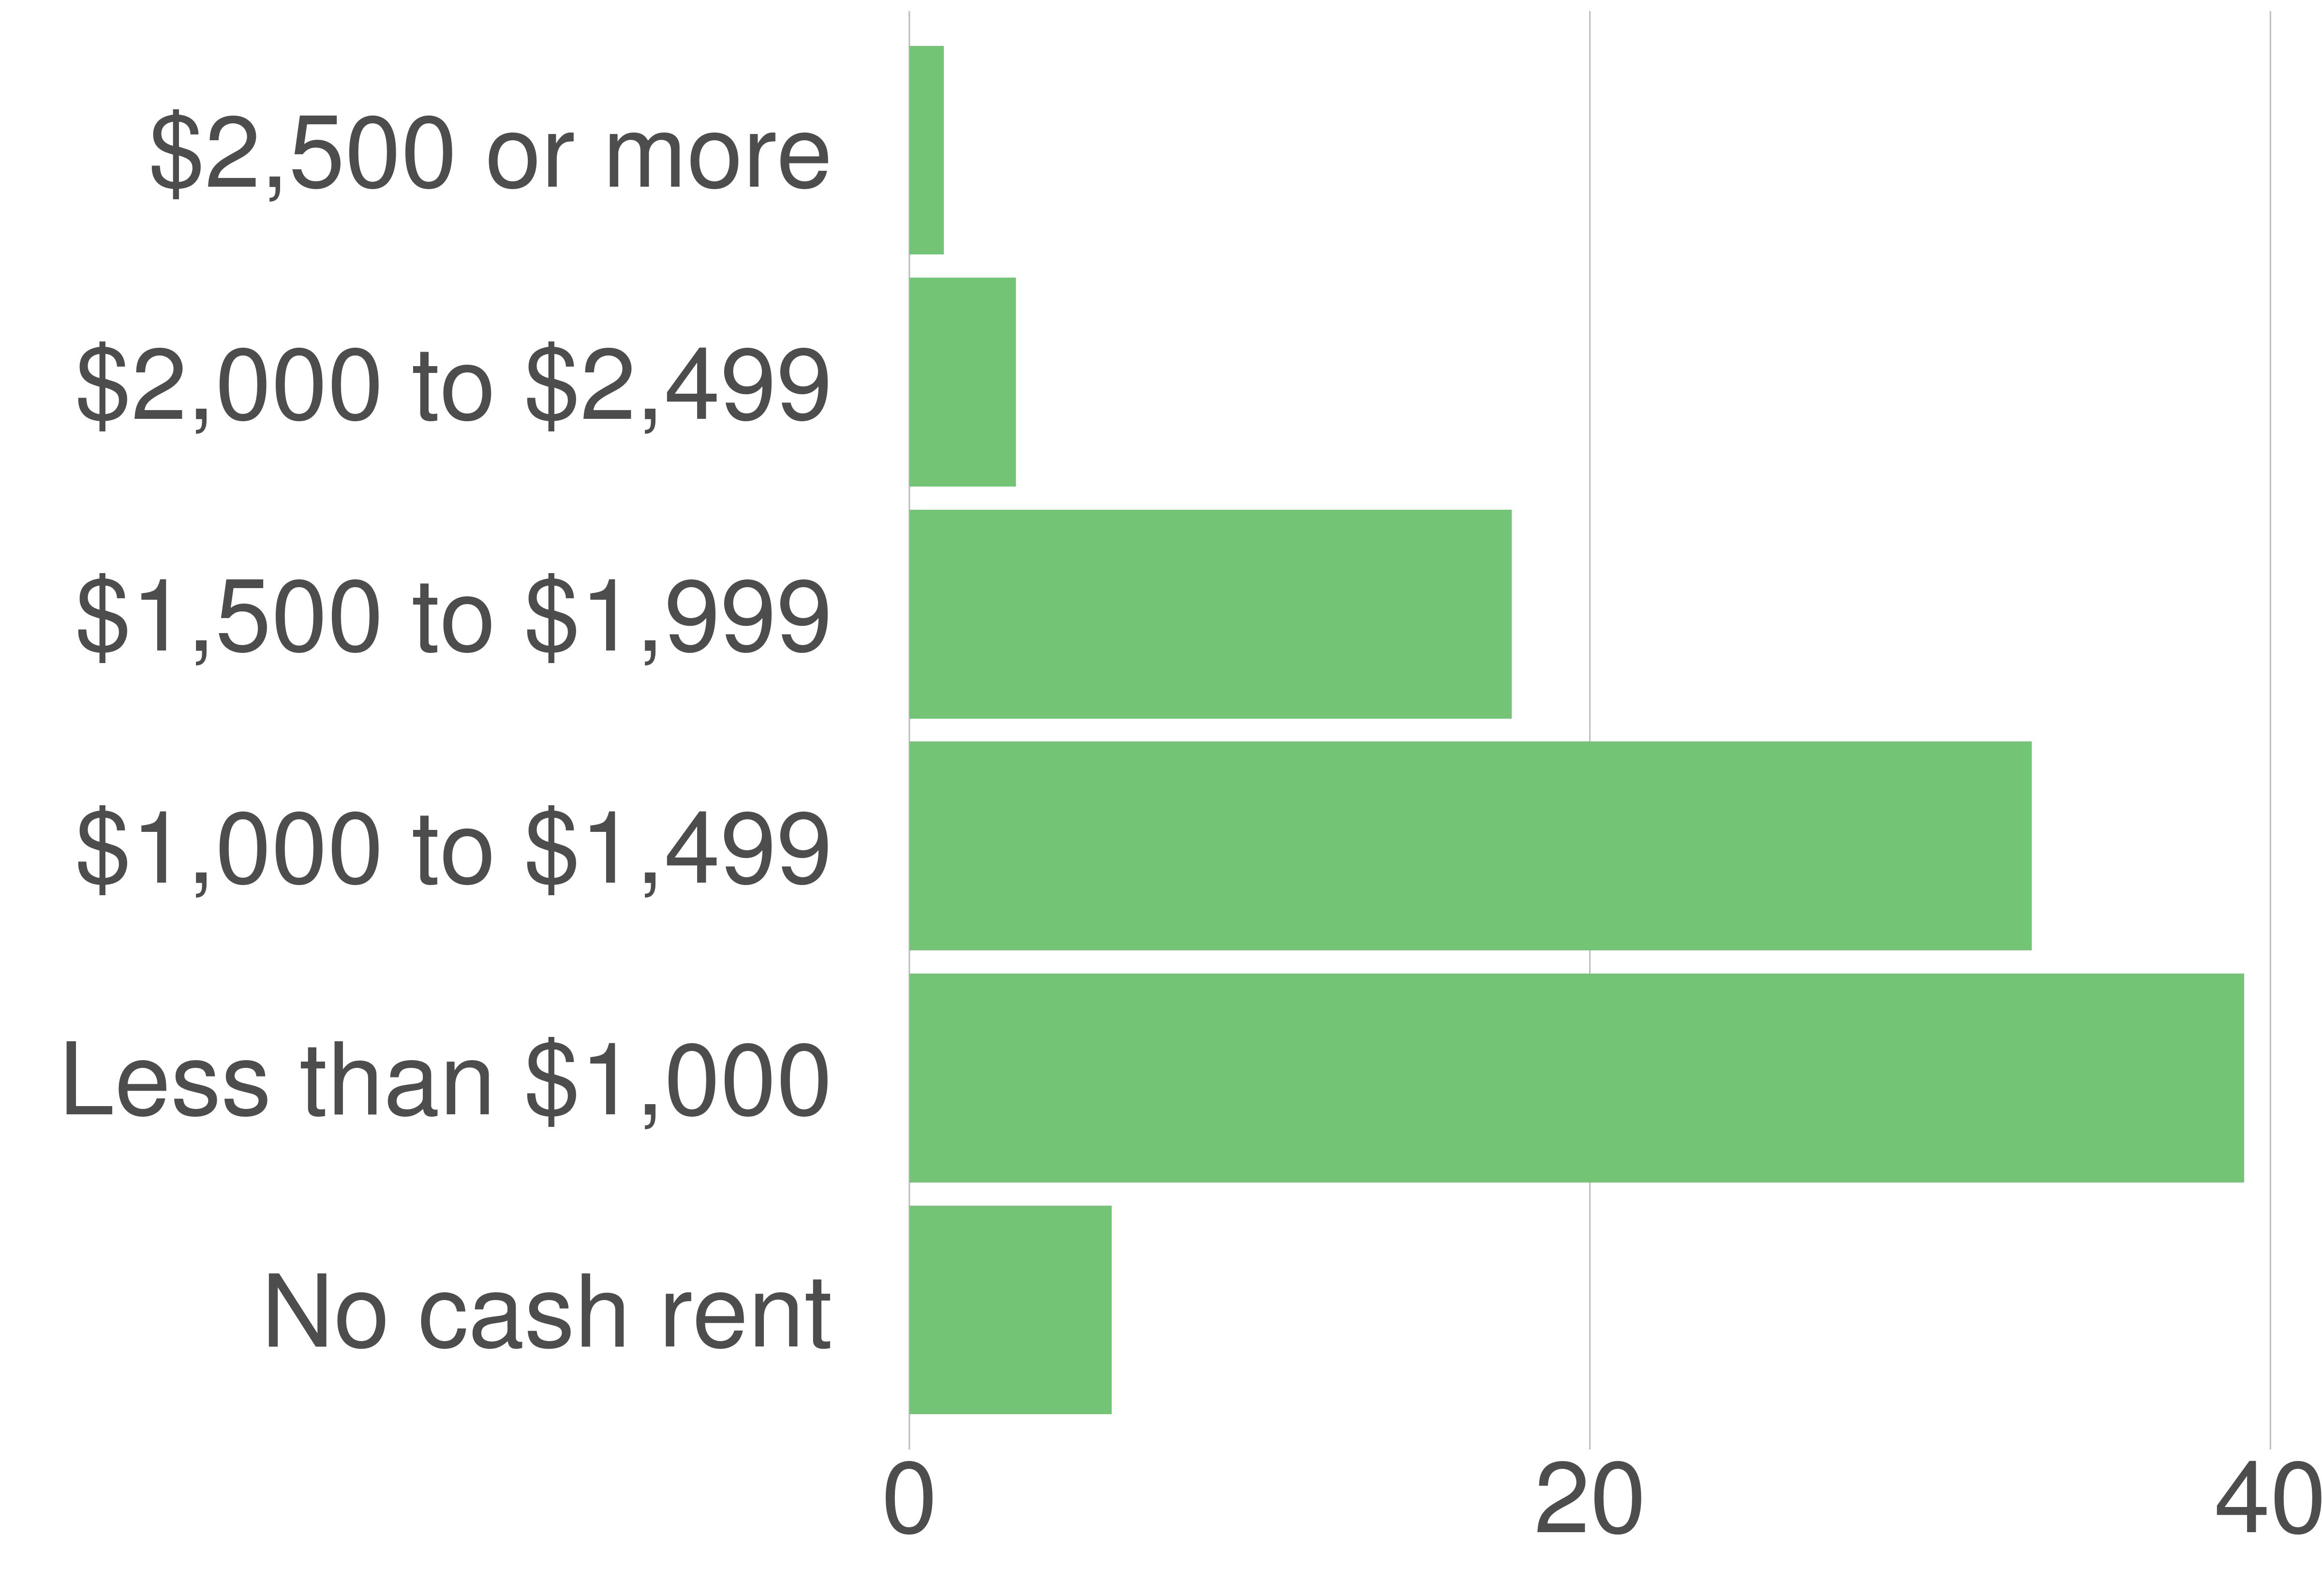 $2,500 or more
$2,000 to $2,499
$1,500 to $1,999
$1,000 to $1,499
Less than $1,000
No cash rent
0 20 40